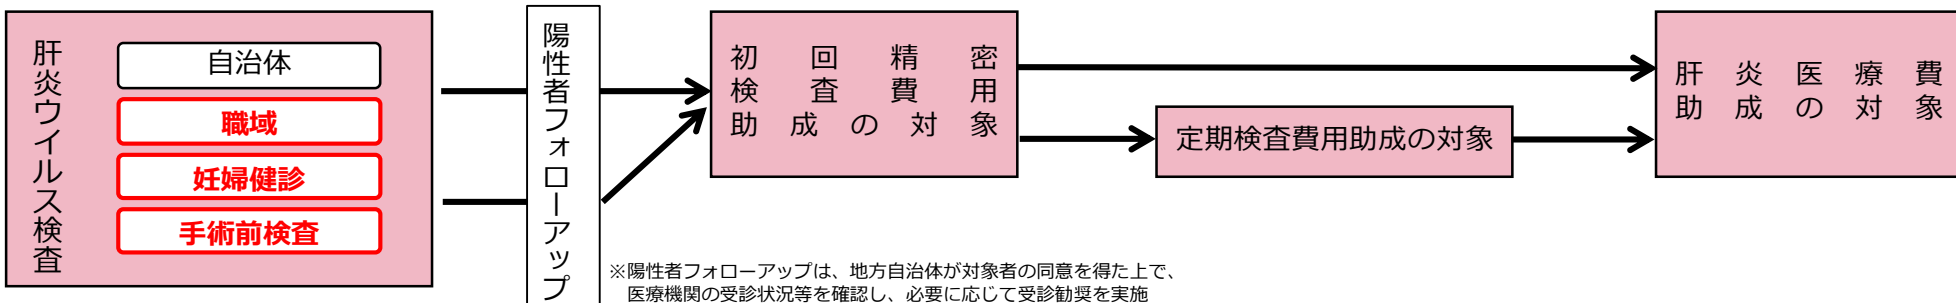 肝炎ウイルス検査
自治体
職域
妊婦健診
手術前検査
陽性者フォローアップ
初回精密
検査費用
助成の対象
定期検査費用助成の対象
肝炎医療費
助成の対象
※陽性者フォローアップは、地方自治体が対象者の同意を得た上で、
医療機関の受診状況等を確認し、必要に応じて受診勧奨を実施